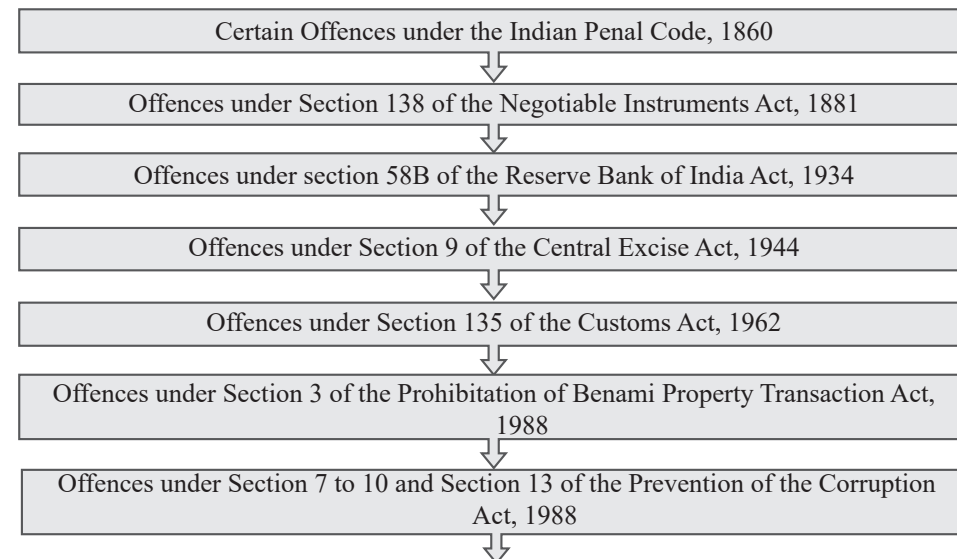 Certain Offences under the Indian Penal Code, 1860
Offences under Section 138 of the Negotiable Instruments Act, 1881
Offences under section 58B of the Reserve Bank of India Act, 1934
Offences under Section 9 of the Central Excise Act, 1944
Offences under Section 135 of the Customs Act, 1962
Offences under Section 3 of the Prohibitation of Benami Property Transaction Act,
1988
Offences under Section 7 to 10 and Section 13 of the Prevention of the Corruption
Act, 1988